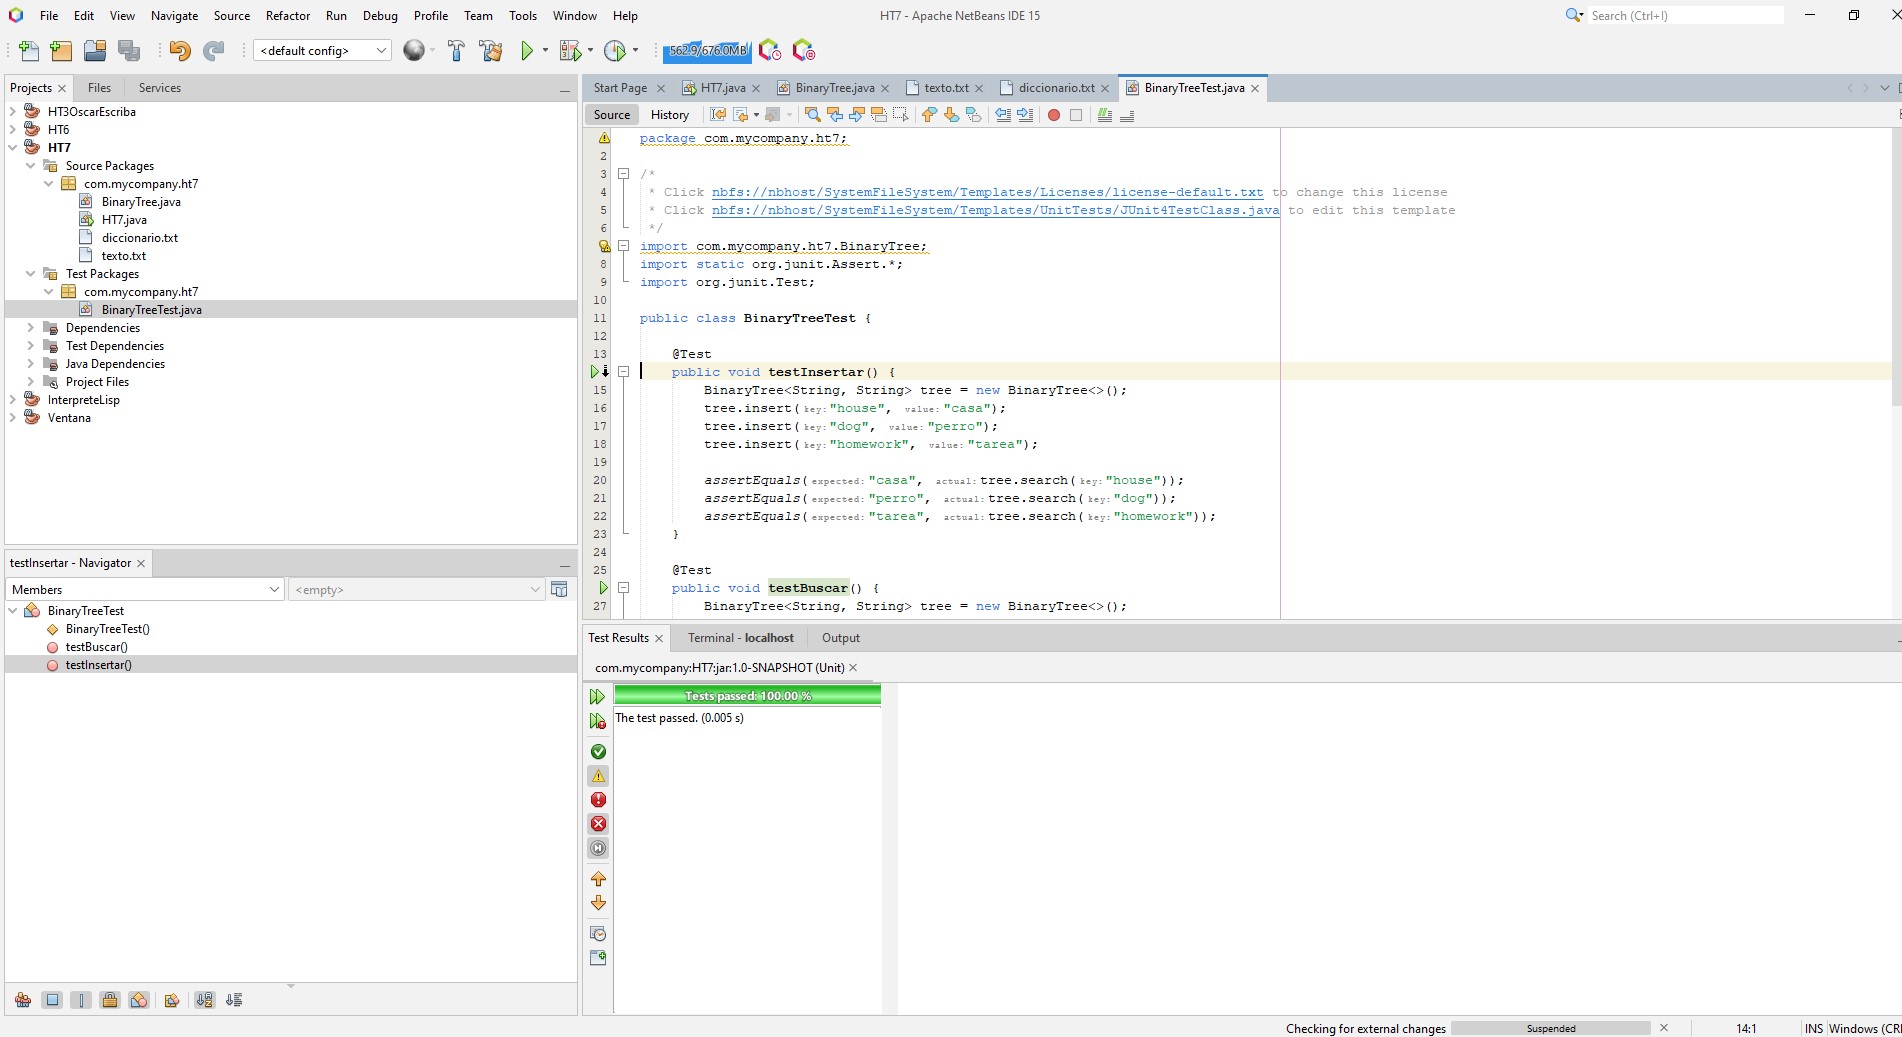 File Edit View Navigate Source Refactor Run Debug Profile Team Tools Window Help
HT7 - Apache NetBeans IDE 15
Search (Ctrl+I)
<default config>
562.9/676.0MB
Projects Files Services
HT3OscarEscriba
HT6
HT7
Source Packages
com.mycompany.ht7
BinaryTree.java
HT7.java
diccionario.txt
texto.txt
Test Packages
com.mycompany.ht7
BinaryTreeTest.java
Dependencies
Test Dependencies
Java Dependencies
Project Files
InterpreteLisp
Ventana
testInsertar - Navigator
Members
<empty>
BinaryTreeTest
BinaryTreeTest()
testBuscar()
testInsertar()
Start Page HT7.java BinaryTree.java texto.txt diccionario.txt BinaryTreeTest.java
Source History
package com.mycompany.ht7;
2
3 /*
4 * Click nbfs://nbhost/SystemFileSystem/Templates/Licenses/license-default.txt to change this license
5 * Click nbfs://nbhost/SystemFileSystem/Templates/UnitTests/JUnit4TestClass.java to edit this template
6 */
import com.mycompany.ht7.BinaryTree;
8 import static org.junit.Assert.*;
9 import org.junit.Test;
10
11 public class BinaryTreeTest {
12
13 @Test
public void testInsertar() {
15 BinaryTree<String, String> tree = new BinaryTree<>();
16 tree.insert(key:"house", value:"casa");
17 tree.insert(key:"dog", value:"perro");
18 tree.insert(key:"homework", value:"tarea");
19
20 assertEquals(expected:"casa", actual:tree.search(key:"house"));
21 assertEquals(expected:"perro", actual:tree.search(key:"dog"));
22 assertEquals(expected:"tarea", actual:tree.search(key:"homework"));
23 }
24
25 @Test
public void testBuscar() {
27 BinaryTree<String, String> tree = new BinaryTree<>();
Test Results Terminal - localhost Output
com.mycompany:HT7:jar:1.0-SNAPSHOT (Unit)
Tests passed: 100.00 %
The test passed. (0.005 s)
Checking for external changes Suspended 14:1 INS Windows (CR